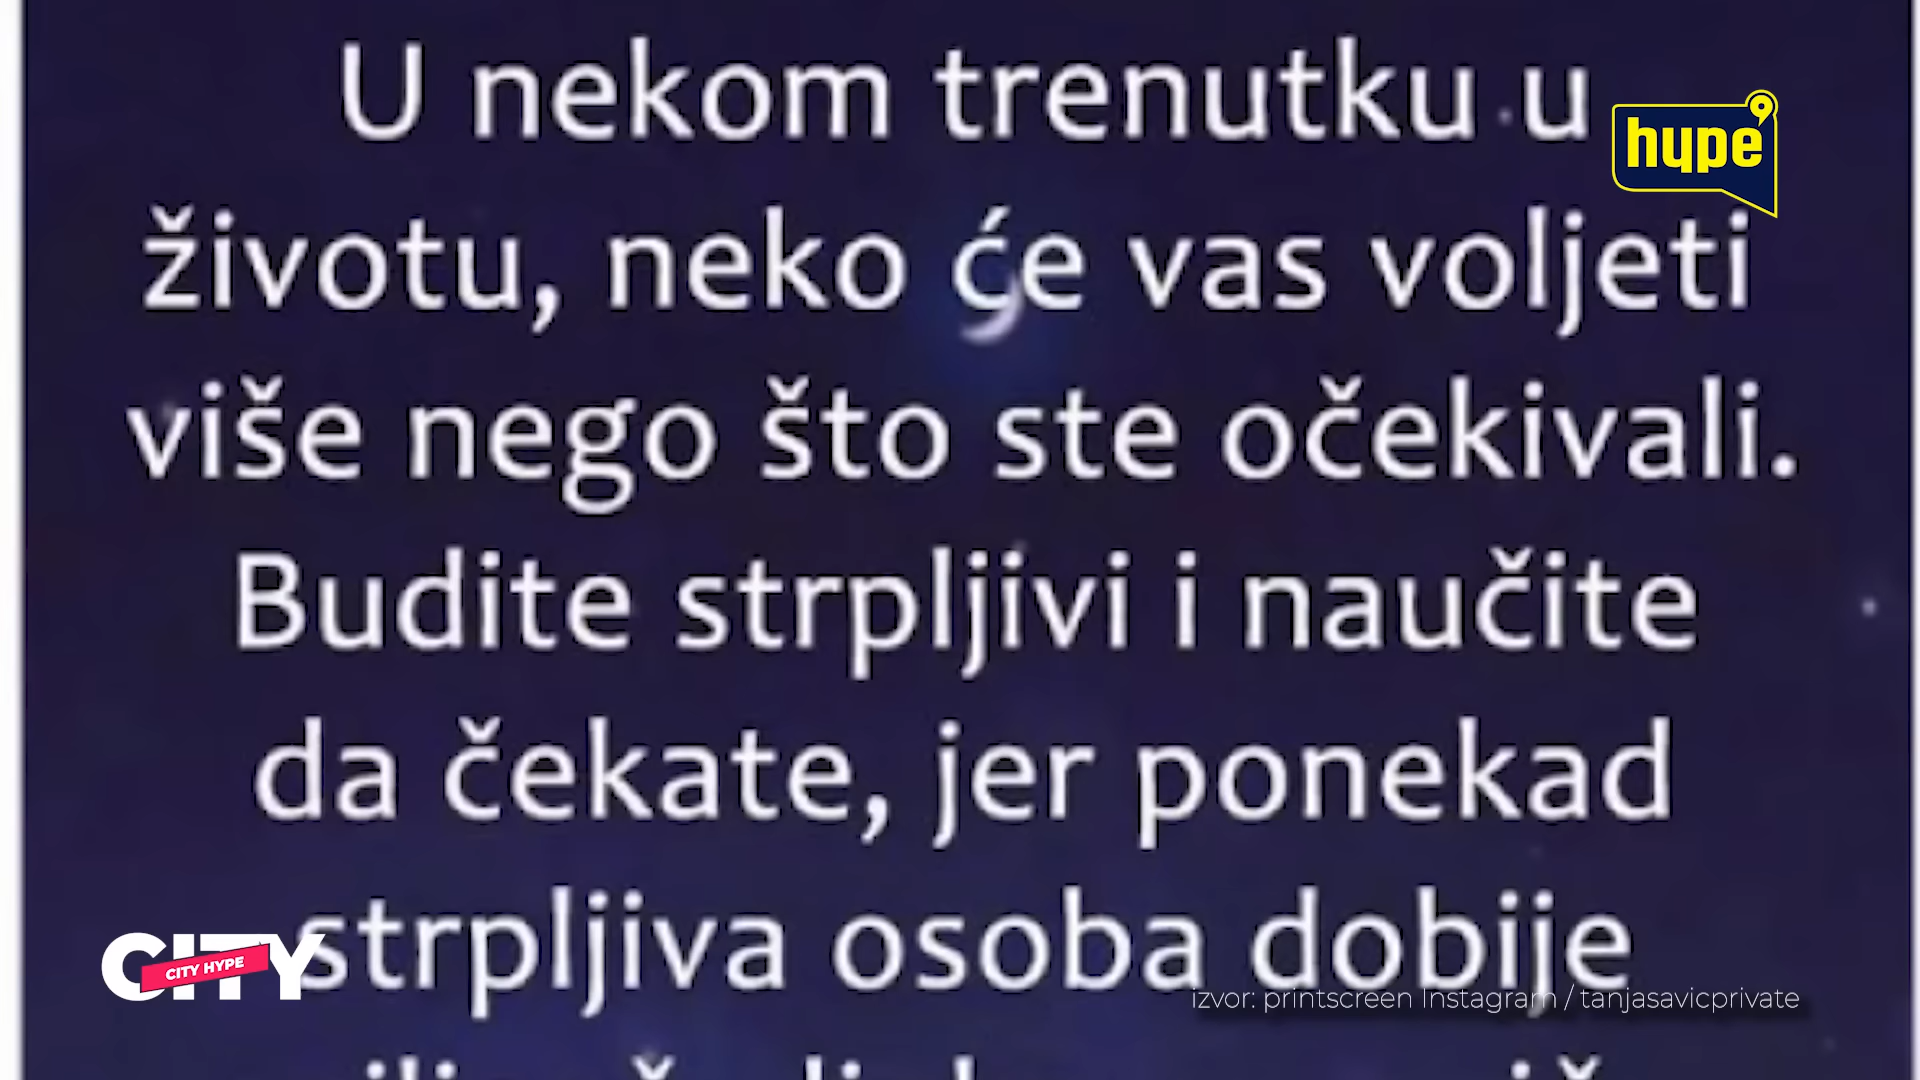 U nekom trenutku u
hype
životu, neko će vas voljeti
više nego što ste očekivali.
Budite strpljivi i naučite
da čekate, jer ponekad
strpljiva osoba dobije
CITY
CITY HYPE
izvor: printscreen Instagram / tanjasavicprivate